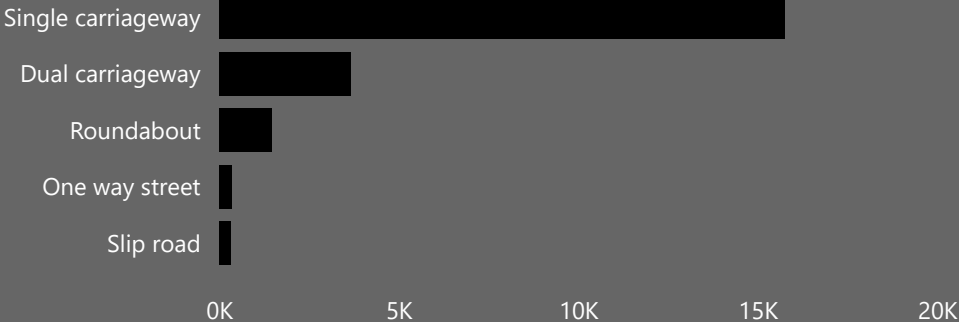 Single carriageway
Dual carriageway
Roundabout
One way street
Slip road
0K 5K 10K 15K 20K